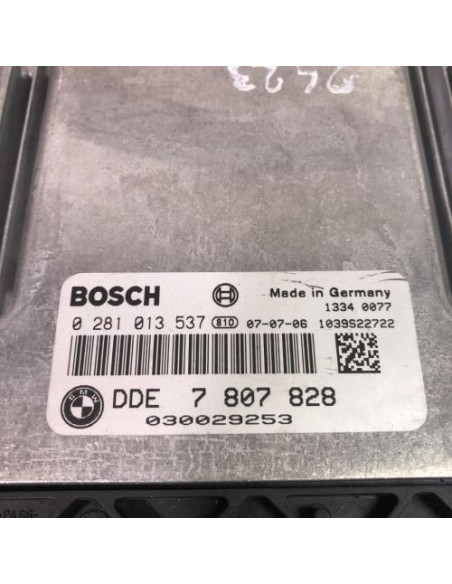 BOSCH
Made in Germany
1334 0077
0 281 013 537 810 07-07-06 1039S22722
BMW
DDE 7 807 828
030029253